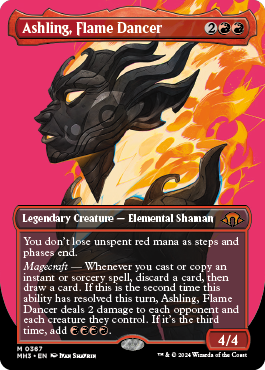 Ashling, Flame Dancer 2
Legendary Creature — Elemental Shaman
You don't lose unspent red mana as steps and
phases end.
Magecraft — Whenever you cast or copy an
instant or sorcery spell, discard a card, then
draw a card. If this is the second time this
ability has resolved this turn, Ashling, Flame
Dancer deals 2 damage to each opponent and
each creature they control. If it's the third
time, add
4/4
M 0367
MH3 • EN Ivan Shavrin
™ & © 2024 Wizards of the Coast